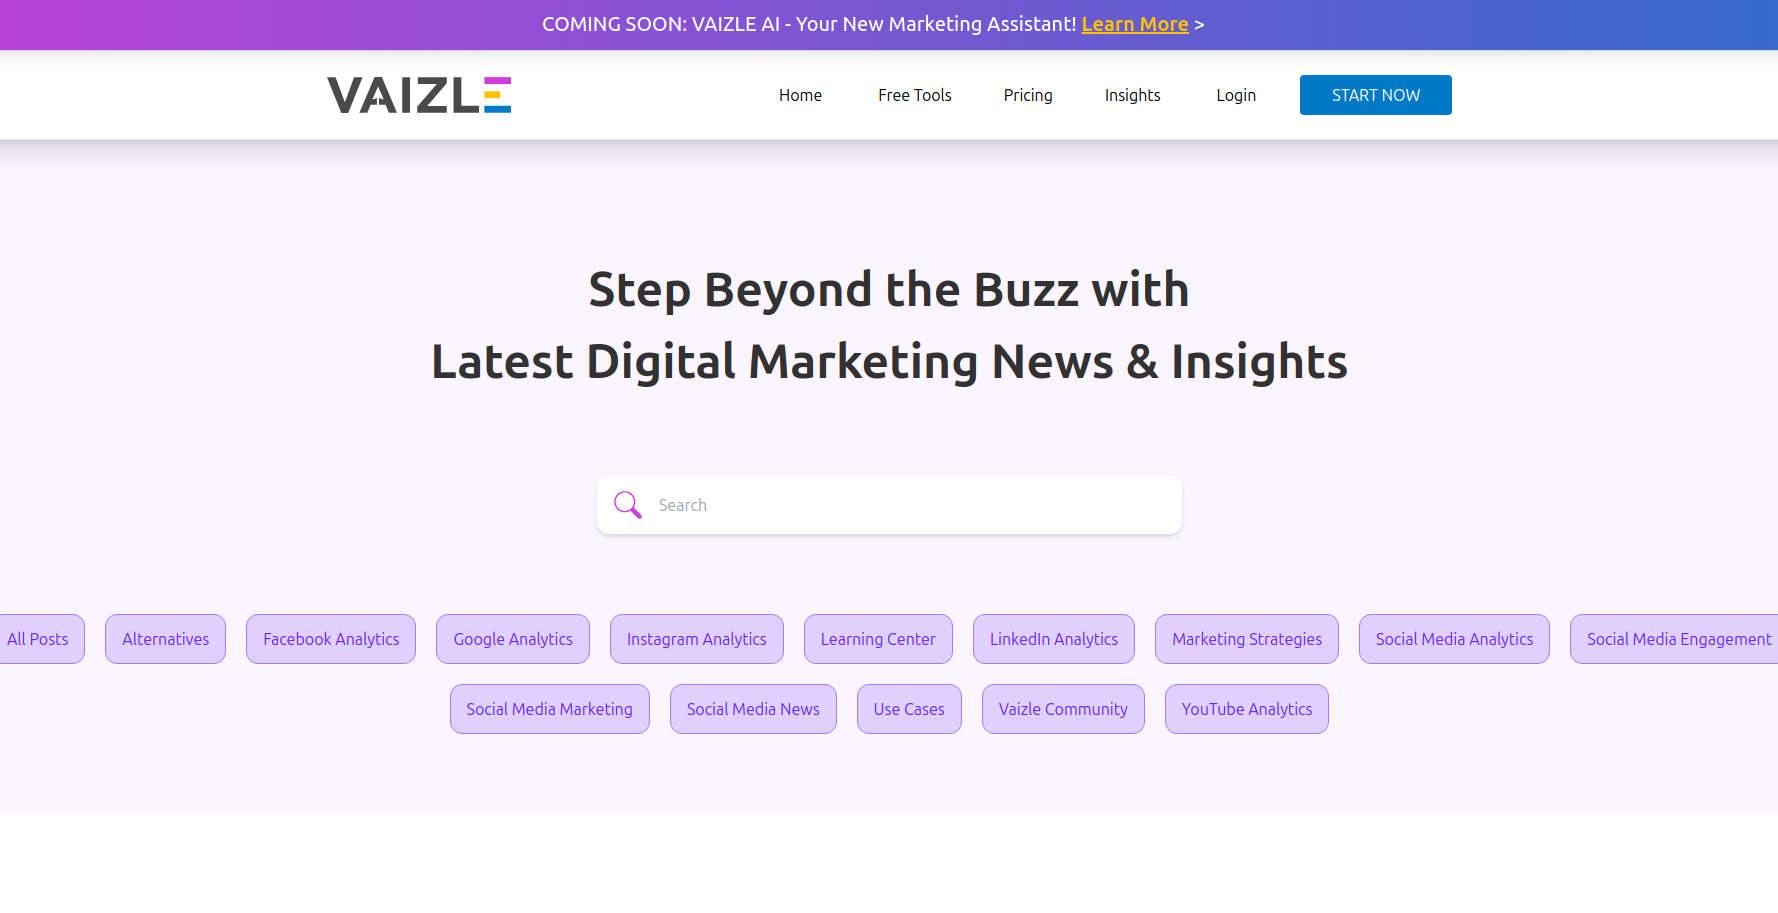 COMING SOON: VAIZLE AI - Your New Marketing Assistant! Learn More >
VAIZLE
Home Free Tools Pricing Insights Login START NOW
Step Beyond the Buzz with
Latest Digital Marketing News & Insights
Search
All Posts Alternatives Facebook Analytics Google Analytics Instagram Analytics Learning Center LinkedIn Analytics Marketing Strategies Social Media Analytics Social Media Engagement
Social Media Marketing Social Media News Use Cases Vaizle Community YouTube Analytics